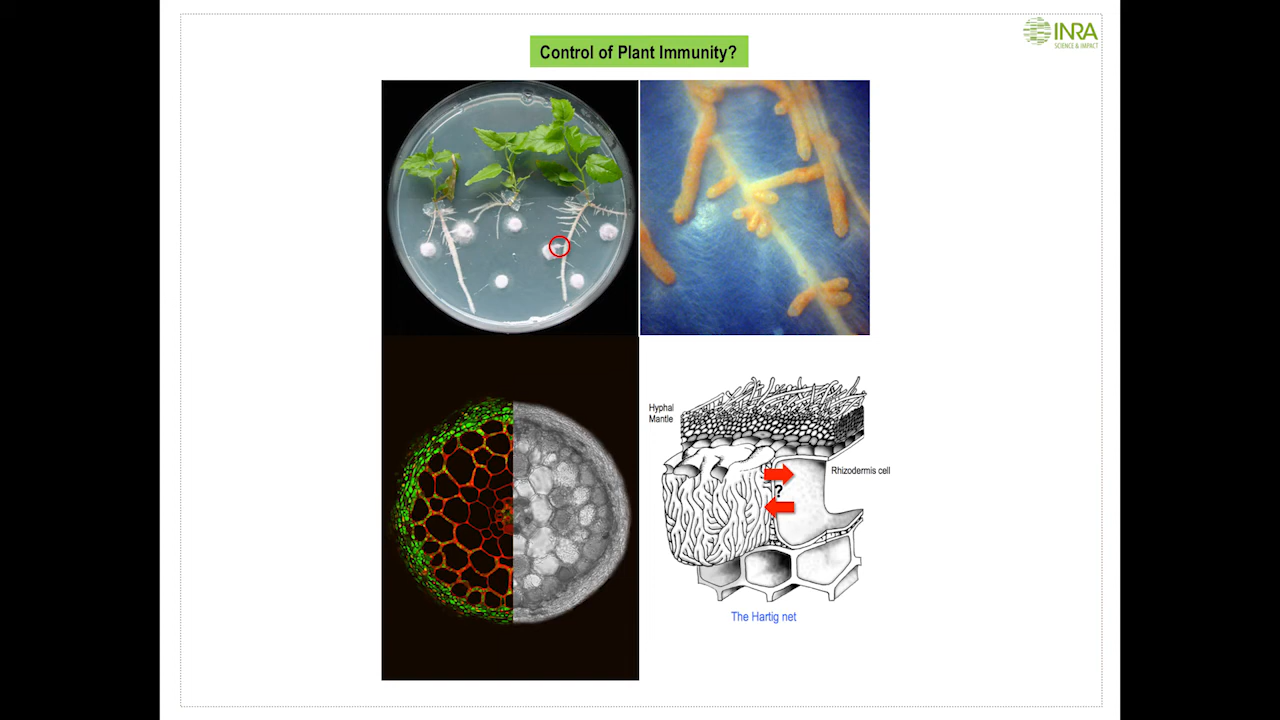 INRA
SCIENCE & IMPACT
Control of Plant Immunity?
Hyphal
Mantle
Rhizodermis cell
?
The Hartig net